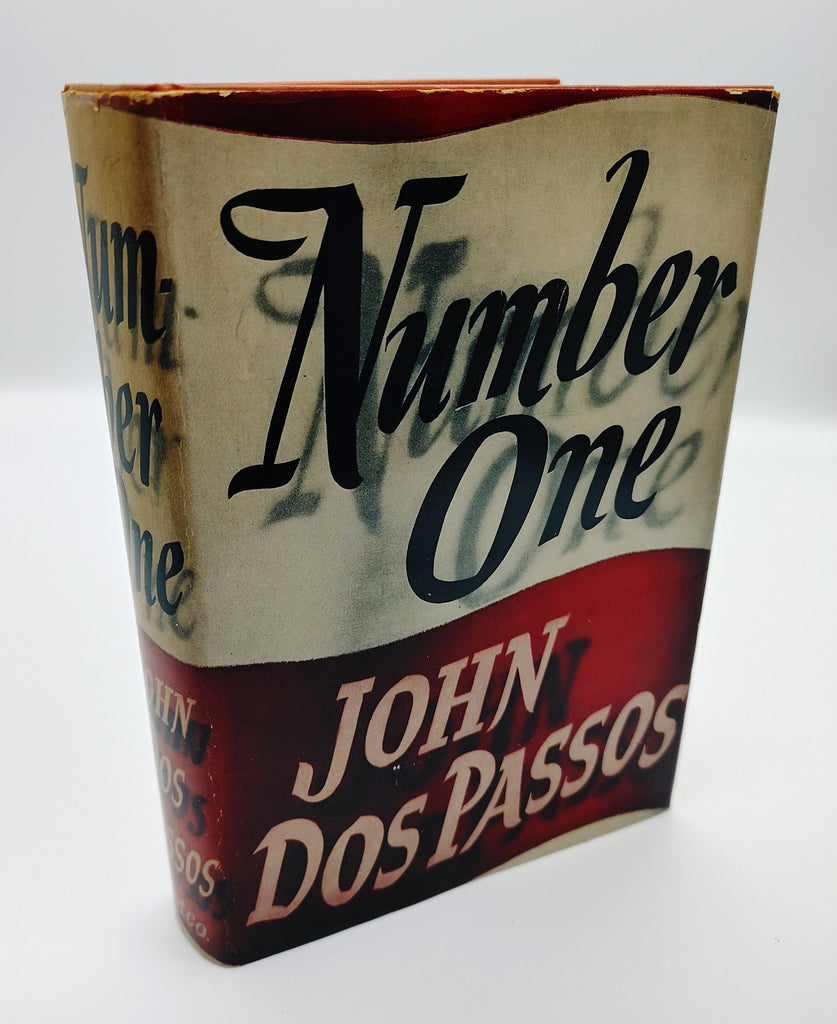 Number
One
JOHN
DOS PASSOS
Num-
ber
One
JOHN
DOS
PASSOS